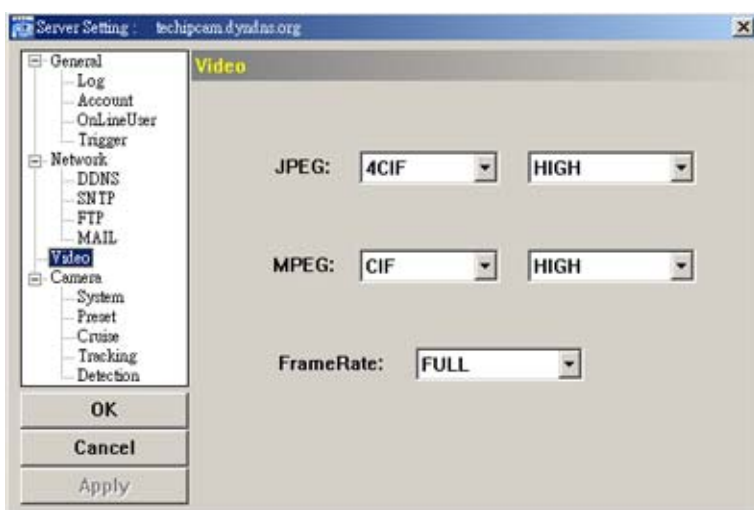 Server Setting : techipcam.dyndns.org
General
Log
Account
OnLineUser
Trigger
Network
DDNS
SNTP
FTP
MAIL
Video
Camera
System
Preset
Cruise
Tracking
Detection
OK
Cancel
Apply
Video
JPEG: 4CIF HIGH
MPEG: CIF HIGH
FrameRate: FULL